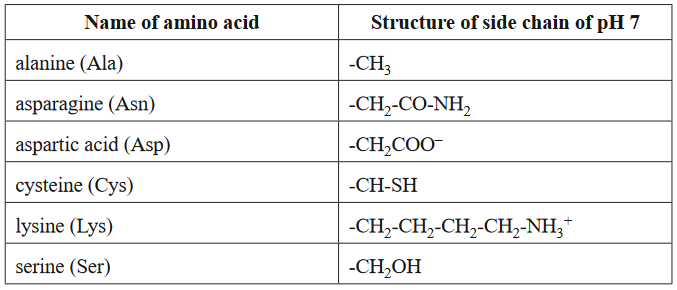 Name of amino acid Structure of side chain of pH 7
alanine (Ala) -CH₃
asparagine (Asn) -CH₂-CO-NH₂
aspartic acid (Asp) -CH₂COO⁻
cysteine (Cys) -CH-SH
lysine (Lys) -CH₂-CH₂-CH₂-CH₂-NH₃⁺
serine (Ser) -CH₂OH